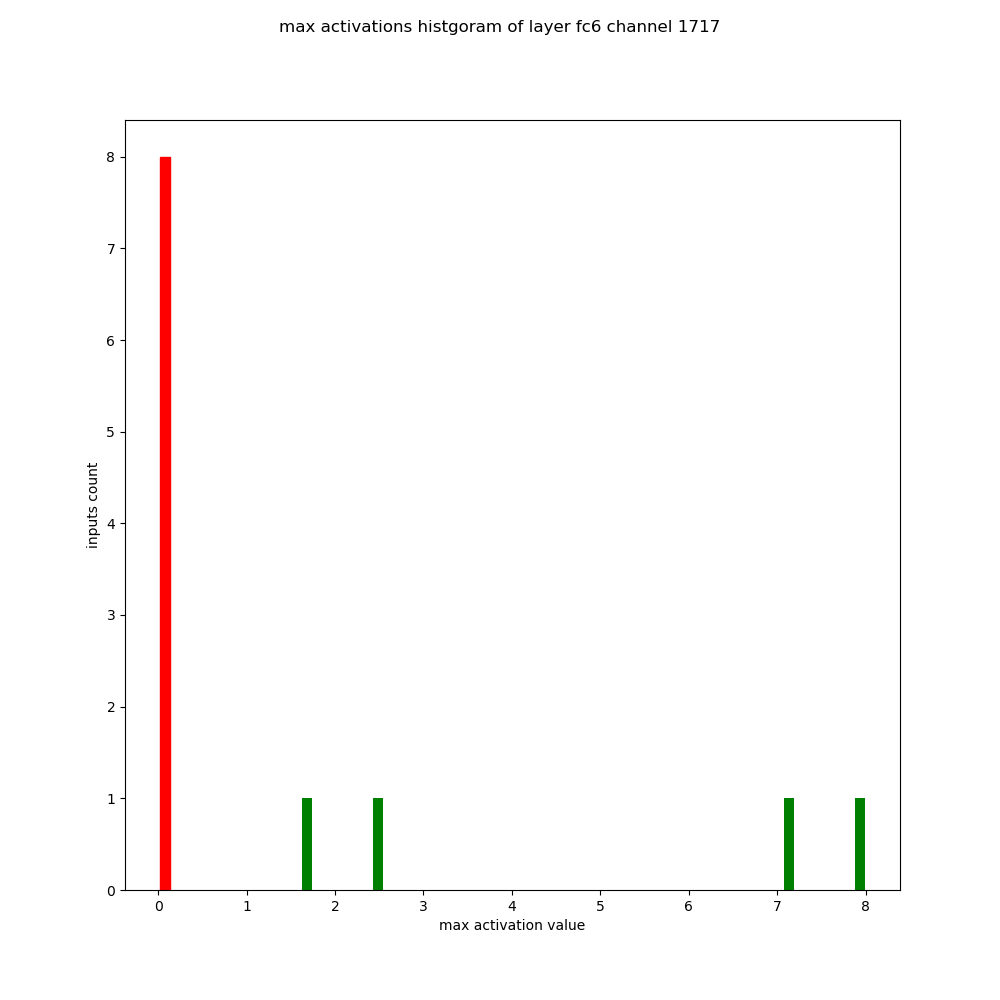 max activations histgoram of layer fc6 channel 1717
8
7
6
5
4
3
2
1
0
inputs count
0 1 2 3 4 5 6 7 8
max activation value